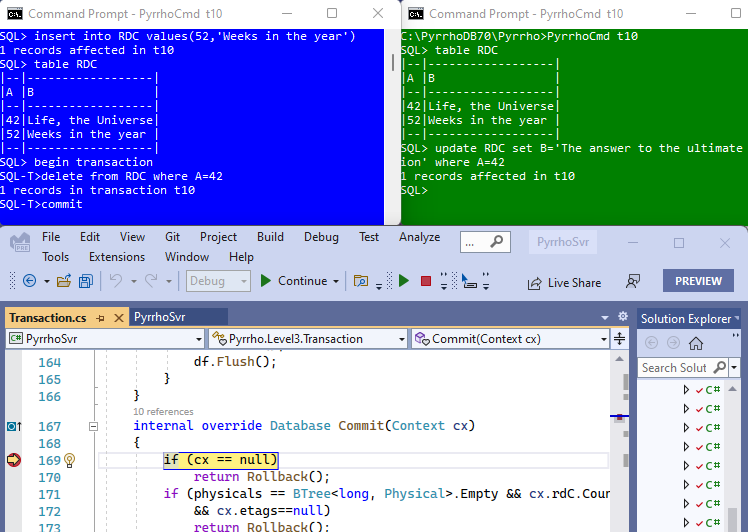 Command Prompt - PyrrhoCmd t10
SQL> insert into RDC values(52,'Weeks in the year')
1 records affected in t10
SQL> table RDC
|--|------------------|
|A |B                 |
|--|------------------|
|42|Life, the Universe|
|52|Weeks in the year |
|--|------------------|
SQL> begin transaction
SQL-T>delete from RDC where A=42
1 records in transaction t10
SQL-T>commit
Command Prompt - PyrrhoCmd t10
C:\PyrrhoDB70\Pyrrho>PyrrhoCmd t10
SQL> table RDC
|--|------------------|
|A |B                 |
|--|------------------|
|42|Life, the Universe|
|52|Weeks in the year |
|--|------------------|
SQL> update RDC set B='The answer to the ultimate
ion' where A=42
1 records affected in t10
SQL>
File Edit View Git Project Build Debug Test Analyze
... PyrrhoSvr
Tools Extensions Window Help
Debug Continue Live Share PREVIEW
Transaction.cs PyrrhoSvr Solution Explorer
C# PyrrhoSvr Pyrrho.Level3.Transaction Commit(Context cx)
Search Solut
164 df.Flush();
165 }
166 }
10 references
167 internal override Database Commit(Context cx)
168 {
169 if (cx == null)
170 return Rollback();
171 if (physicals == BTree<long, Physical>.Empty && cx.rdC.Coun
172 && cx.etags==null)
173 return Rollback();
C#
C#
C#
C#
C#
C#
C#
C#